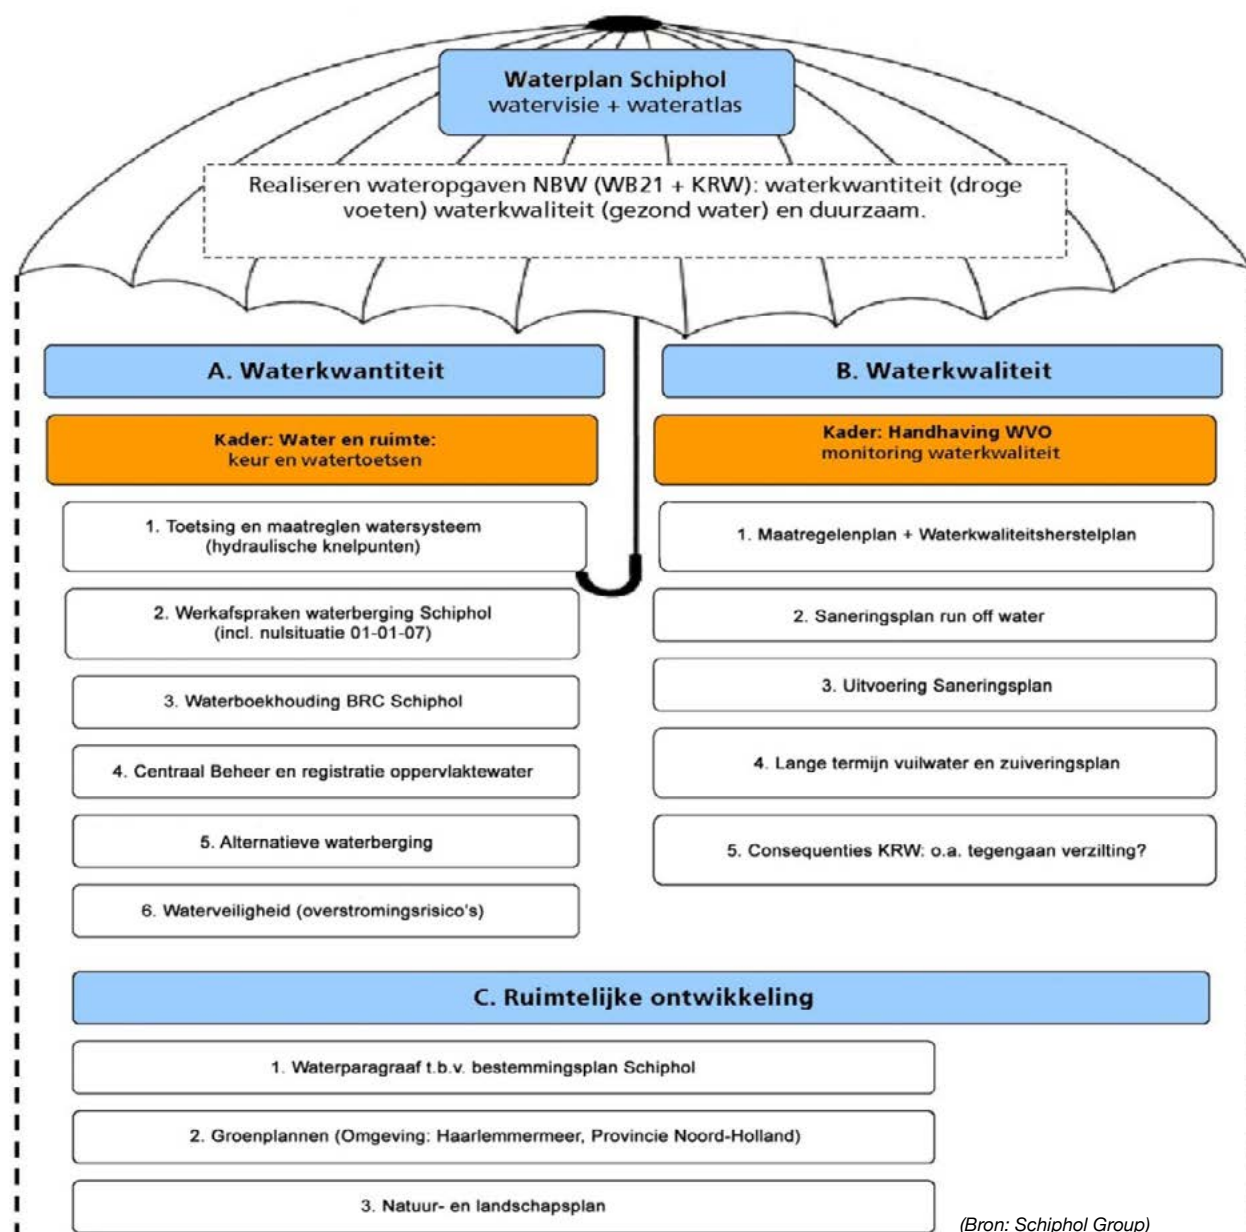 Waterplan Schiphol
watervisie + wateratlas
Realiseren wateropgaven NBW (WB21 + KRW): waterkwantiteit (droge
voeten) waterkwaliteit (gezond water) en duurzaam.
A. Waterkwantiteit
Kader: Water en ruimte:
keur en watertoetsen
1. Toetsing en maatreglen watersysteem
(hydraulische knelpunten)
2. Werkafspraken waterberging Schiphol
(incl. nulsituatie 01-01-07)
3. Waterboekhouding BRC Schiphol
4. Centraal Beheer en registratie oppervlaktewater
5. Alternatieve waterberging
6. Waterveiligheid (overstromingsrisico's)
B. Waterkwaliteit
Kader: Handhaving WVO
monitoring waterkwaliteit
1. Maatregelenplan + Waterkwaliteitsherstelplan
2. Saneringsplan run off water
3. Uitvoering Saneringsplan
4. Lange termijn vuilwater en zuiveringsplan
5. Consequenties KRW: o.a. tegengaan verzilting?
C. Ruimtelijke ontwikkeling
1. Waterparagraaf t.b.v. bestemmingsplan Schiphol
2. Groenplannen (Omgeving: Haarlemmermeer, Provincie Noord-Holland)
3. Natuur- en landschapsplan
(Bron: Schiphol Group)